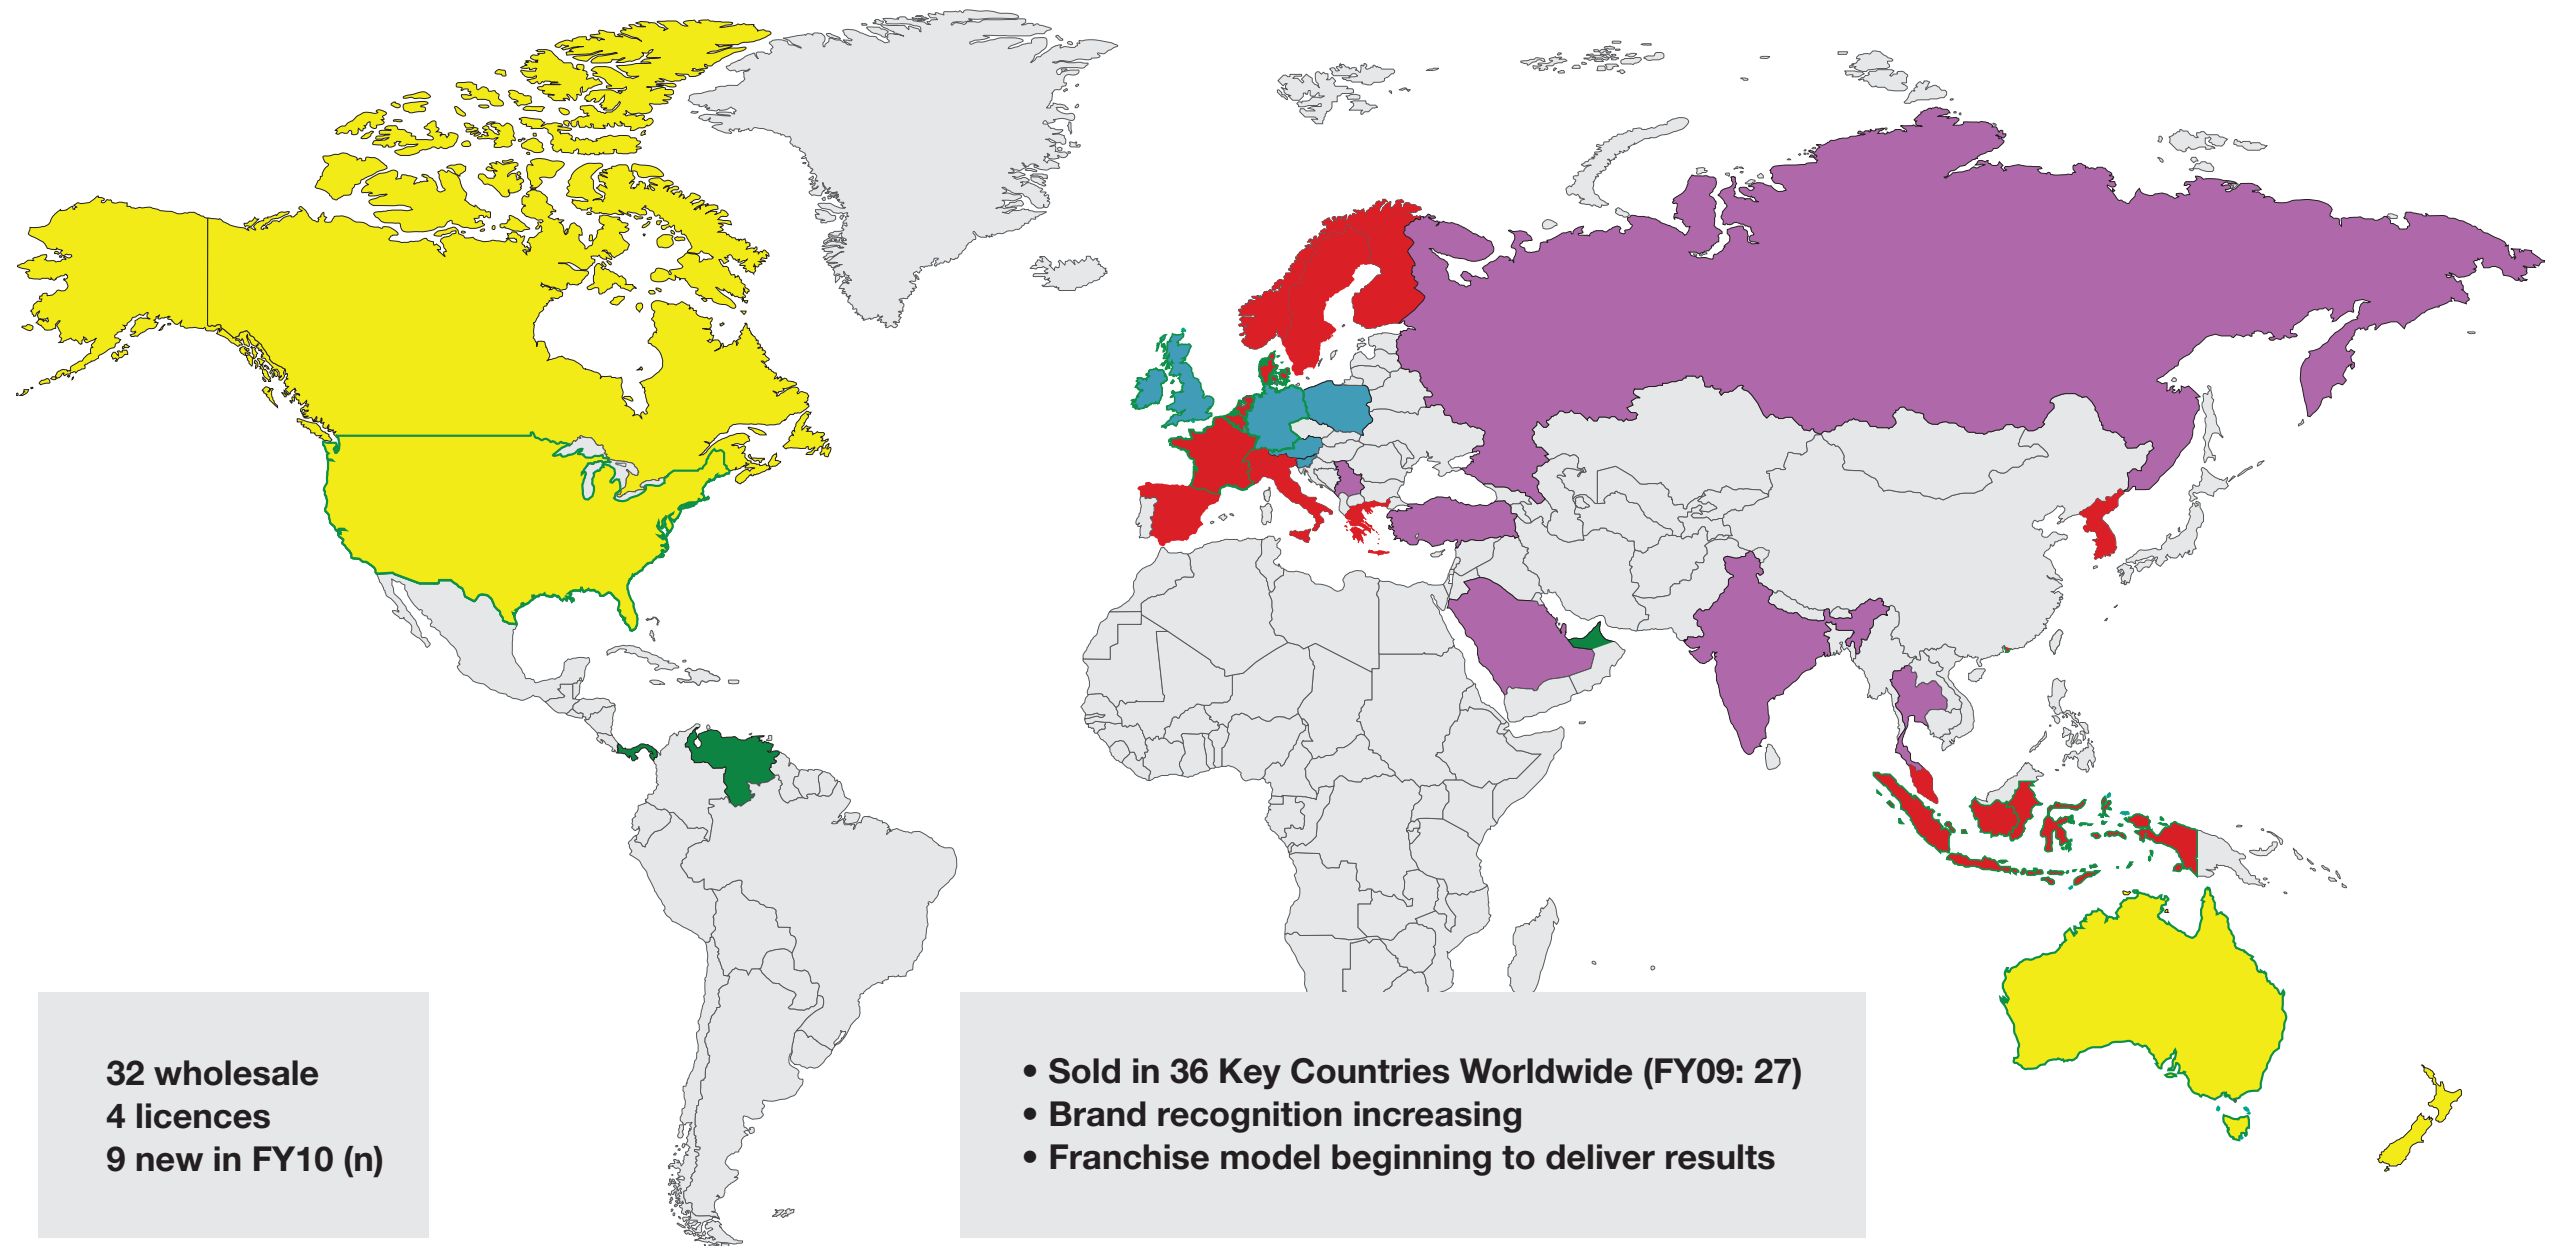 32 wholesale
4 licences
9 new in FY10 (n)
• Sold in 36 Key Countries Worldwide (FY09: 27)
• Brand recognition increasing
• Franchise model beginning to deliver results